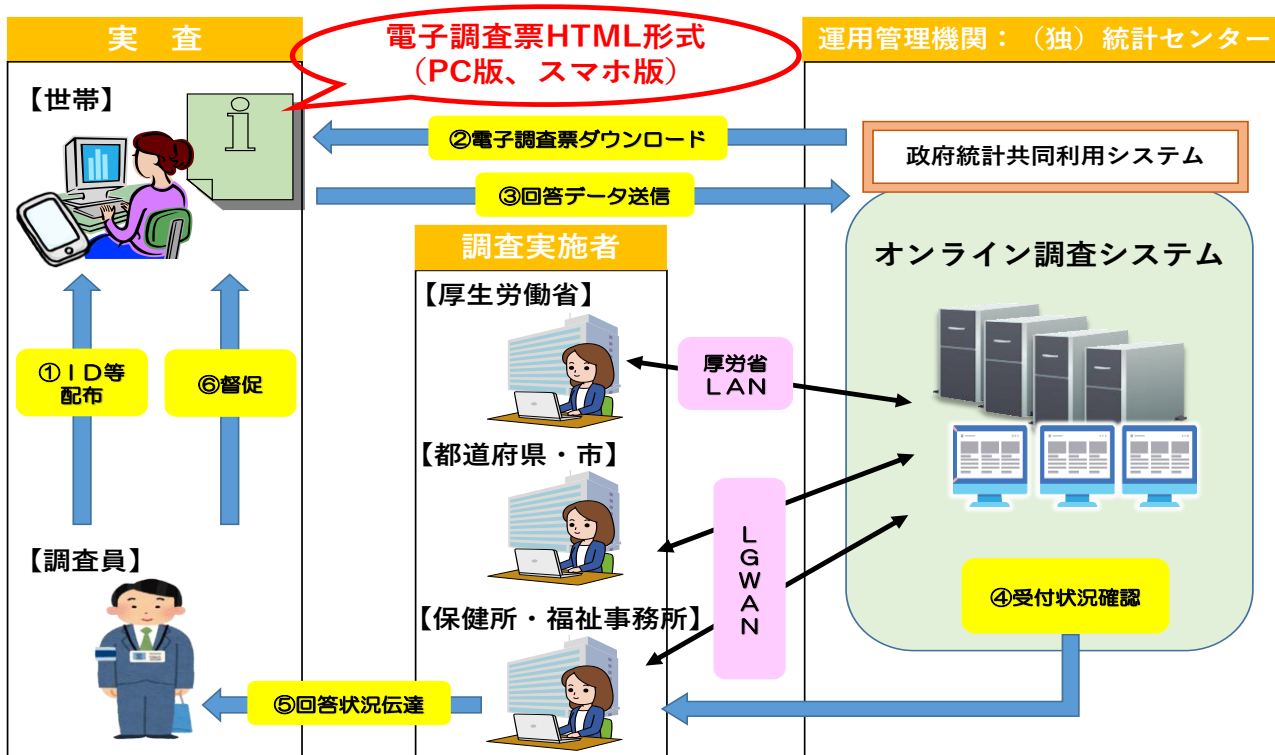 実　査
電子調査票HTML形式
（PC版、スマホ版）
運用管理機関：（独）統計センター
【世帯】
i
②電子調査票ダウンロード
政府統計共同利用システム
③回答データ送信
調査実施者
オンライン調査システム
【厚生労働省】
①ＩＤ等
配布
⑥督促
厚労省
ＬＡＮ
【都道府県・市】
ＬＧＷＡＮ
【調査員】
④受付状況確認
【保健所・福祉事務所】
⑤回答状況伝達